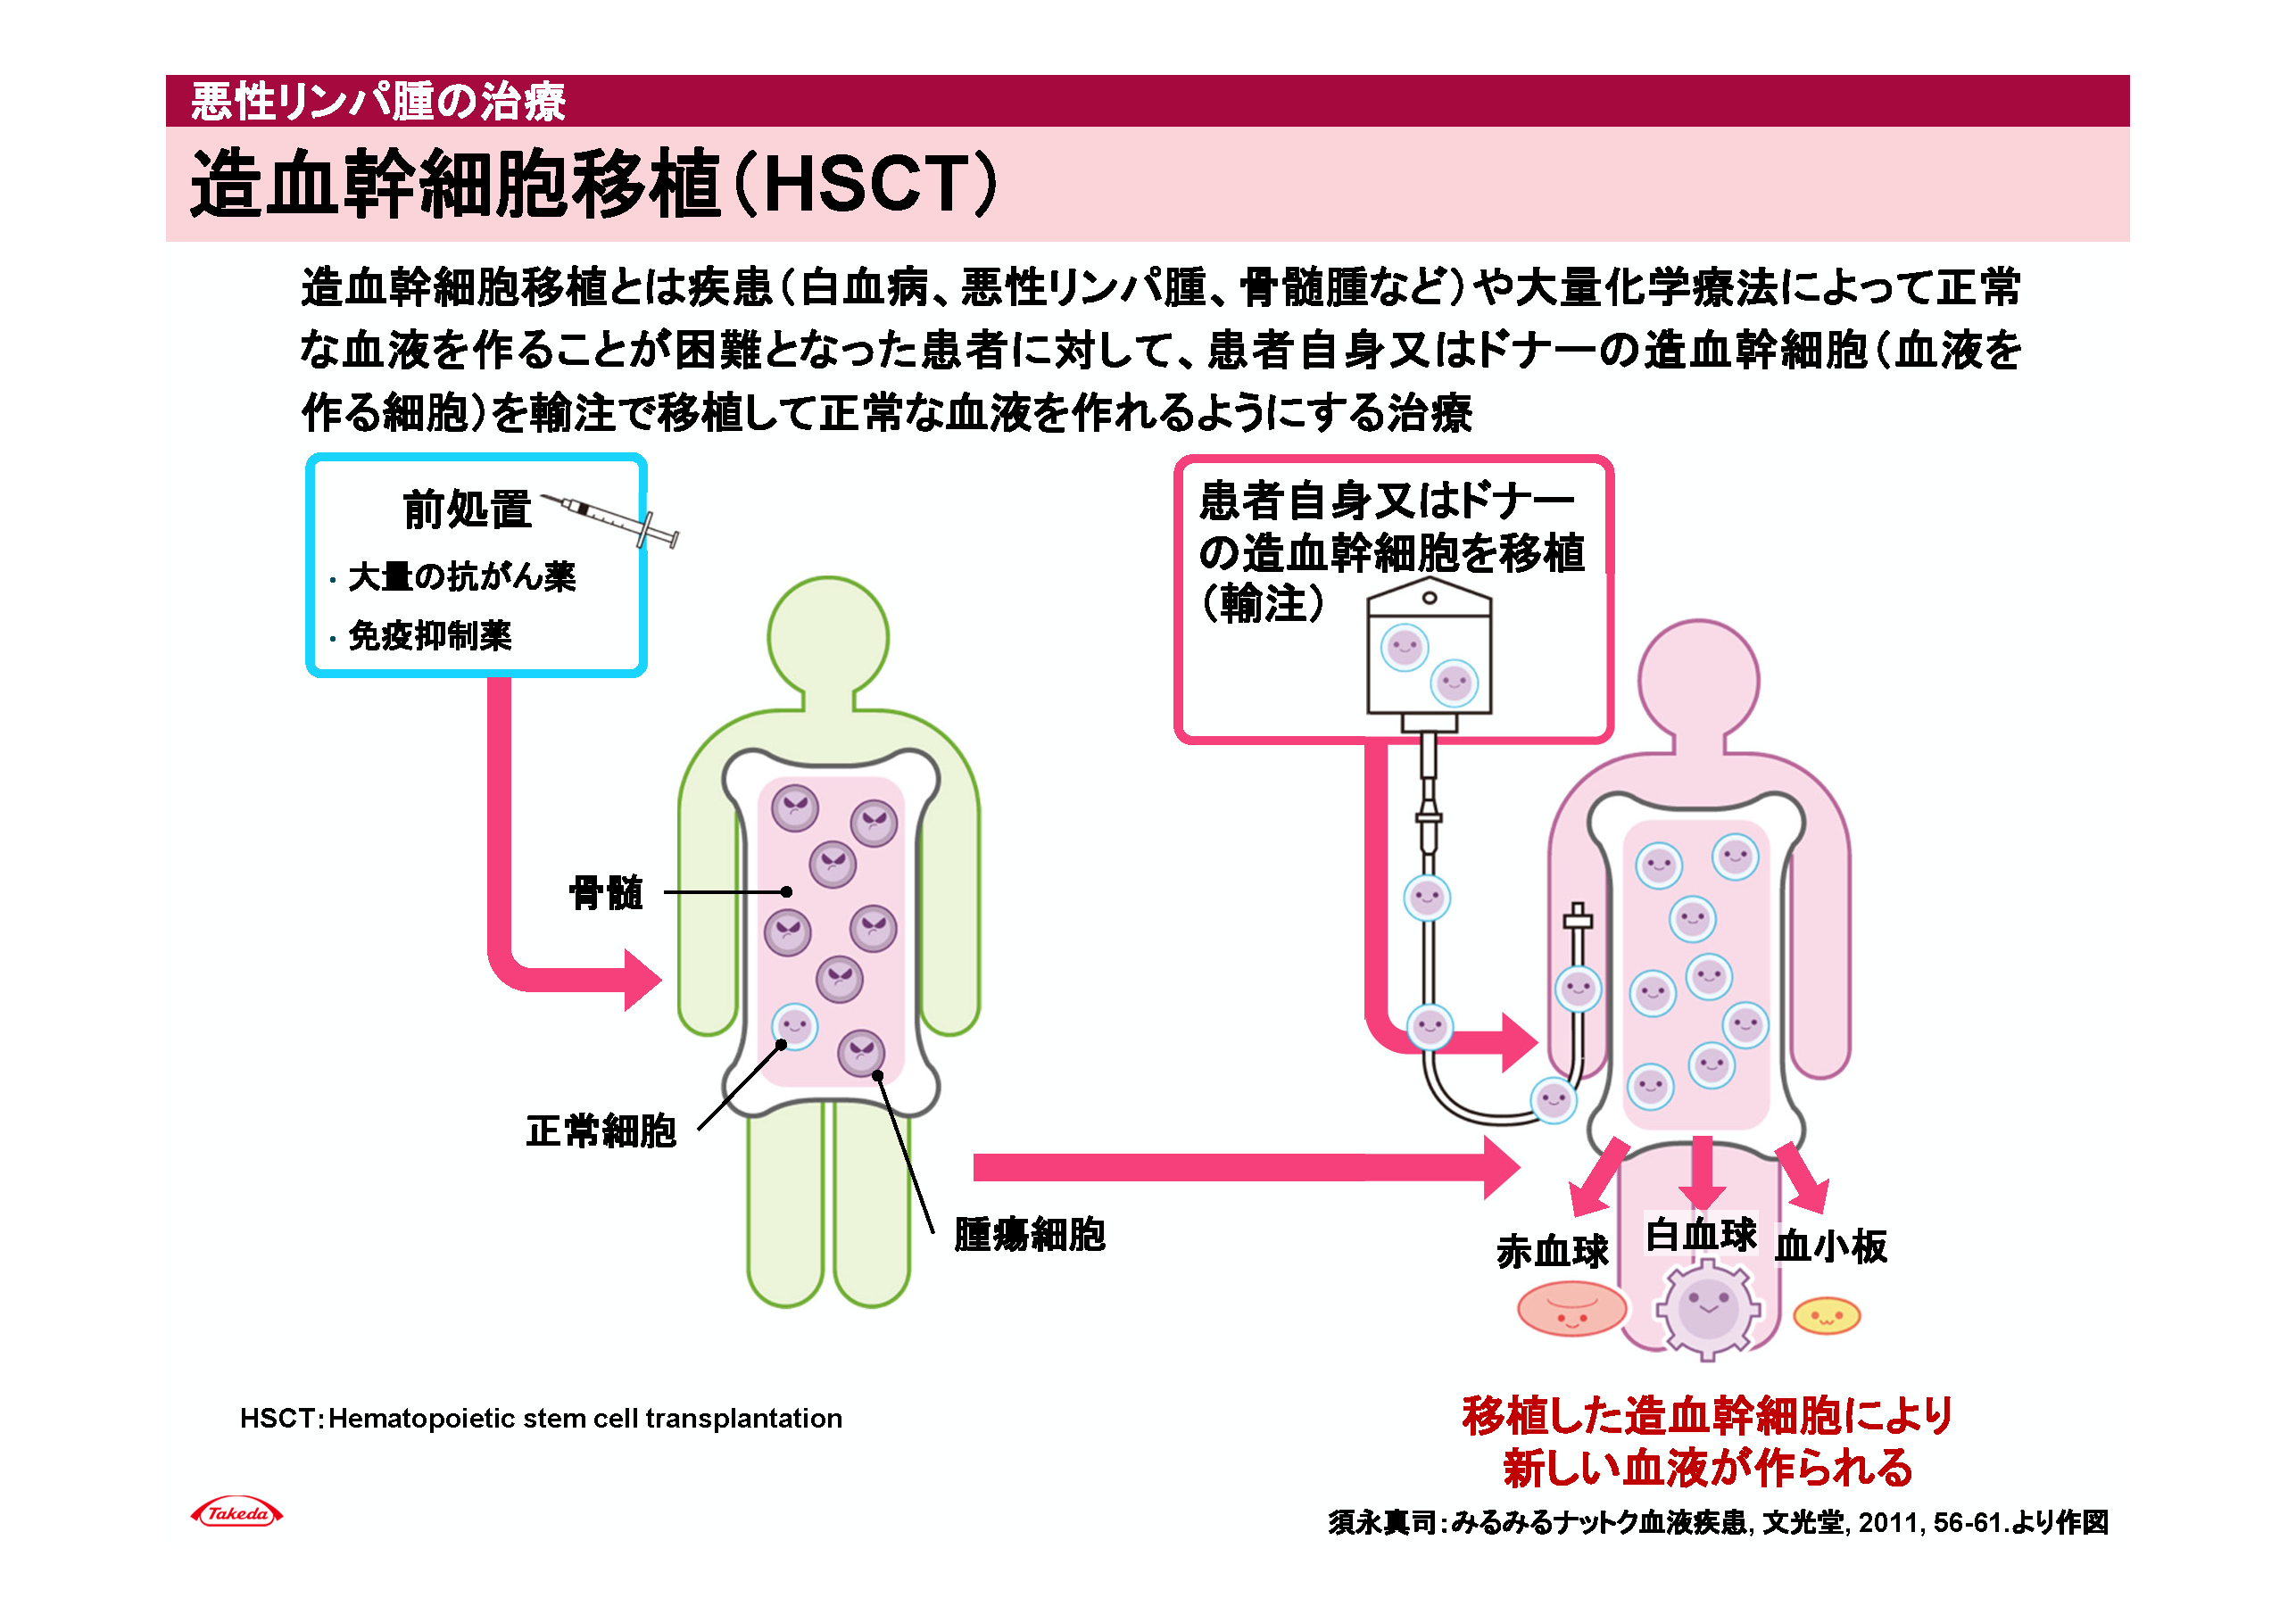 悪性リンパ腫の治療
造血幹細胞移植（HSCT）
造血幹細胞移植とは疾患（白血病、悪性リンパ腫、骨髄腫など）や大量化学療法によって正常
な血液を作ることが困難となった患者に対して、患者自身又はドナーの造血幹細胞（血液を
作る細胞）を輸注で移植して正常な血液を作れるようにする治療
前処置
・大量の抗がん薬
・免疫抑制薬
患者自身又はドナー
の造血幹細胞を移植
（輸注）
骨髄
正常細胞
腫瘍細胞
赤血球
白血球
血小板
移植した造血幹細胞により
新しい血液が作られる
HSCT：Hematopoietic stem cell transplantation
Takeda
須永真司：みるみるナットク血液疾患, 文光堂, 2011, 56-61.より作図